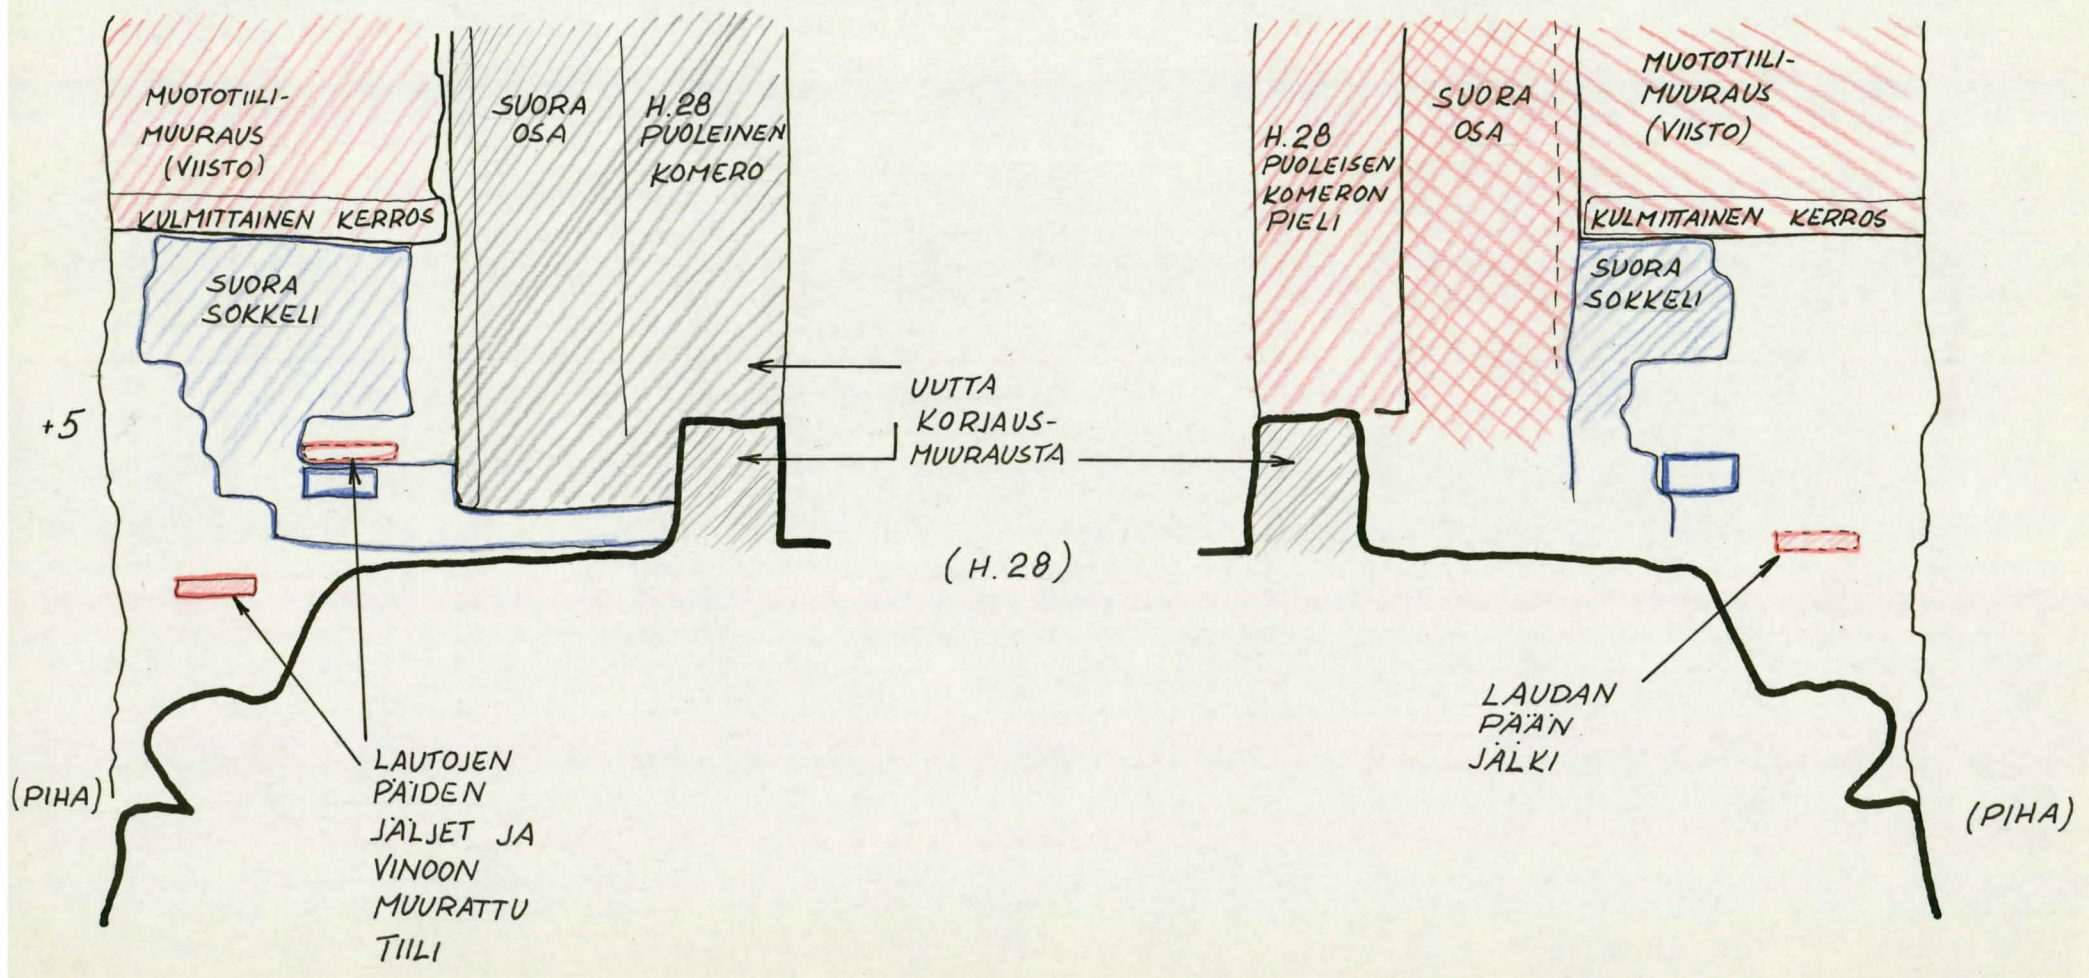 MUOTOTIILI-
MUURAUS
(VIISTO)
KULMITTAINEN KERROS
SUORA
SOKKELI
SUORA
OSA
H.28
PUOLEINEN
KOMERO
+5
UUTTA
KORJAUS-
MUURAUSTA
(H.28)
H.28
PUOLEISEN
KOMERON
PIELI
SUORA
OSA
MUOTOTIILI-
MUURAUS
(VIISTO)
KULMITTAINEN KERROS
SUORA
SOKKELI
(PIHA)
LAUTOJEN
PÄIDEN
JÄLJET JA
VINOON
MUURATTU
TIILI
LAUDAN
PÄÄN
JÄLKI
(PIHA)